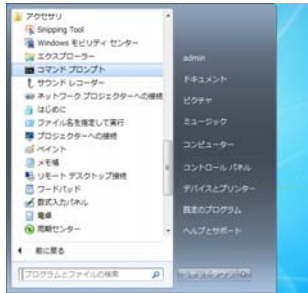 アクセサリ
Snipping Tool
Windows モビリティ センター
エクスプローラー
コマンド プロンプト
サウンド レコーダー
ネットワーク プロジェクターへの接続
はじめに
ファイル名を指定して実行
プロジェクターへの接続
ペイント
メモ帳
リモート デスクトップ接続
ワードパッド
数式入力パネル
電卓
同期センター
前に戻る
プログラムとファイルの検索
admin
ドキュメント
ピクチャ
ミュージック
コンピューター
コントロール パネル
デバイスとプリンター
既定のプログラム
ヘルプとサポート